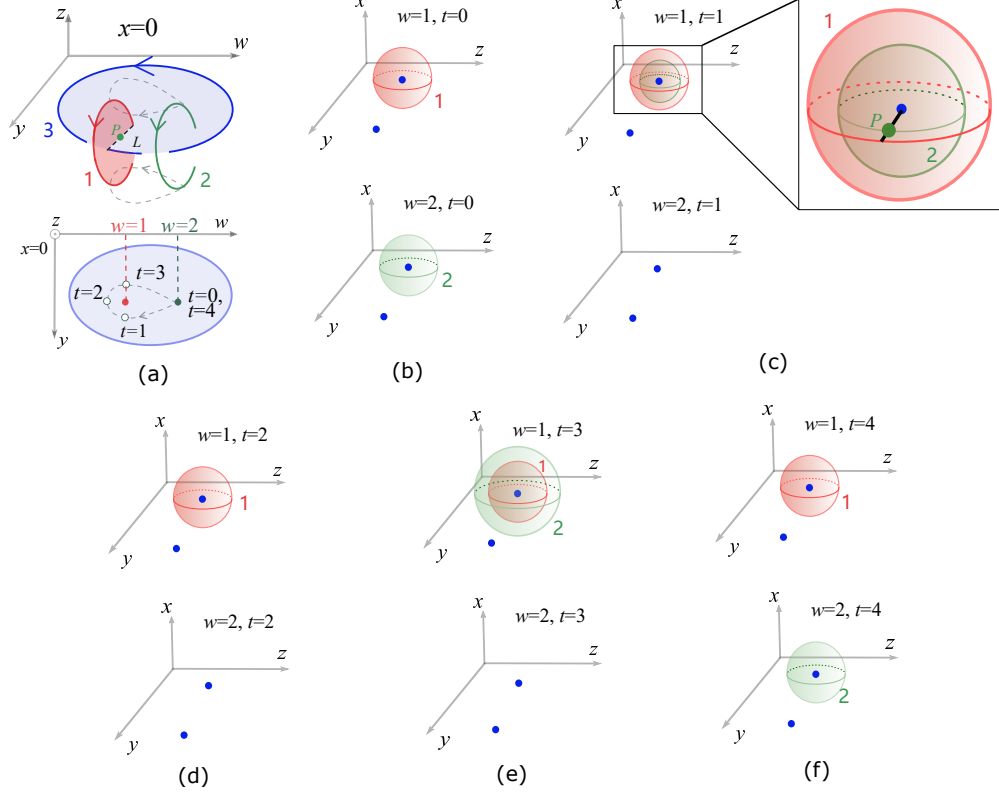 z
x=0
w
y
3
P
L
1
2
z
w=1
w=2
w
x=0
t=3
t=2
t=0,
t=4
t=1
y
(a)
x
w=1, t=0
z
1
y
x
w=2, t=0
z
2
y
(b)
x
w=1, t=1
z
y
1
P
2
x
w=2, t=1
z
y
(c)
x
w=1, t=2
z
1
y
x
w=2, t=2
z
y
(d)
x
w=1, t=3
z
1
2
y
x
w=2, t=3
z
y
(e)
x
w=1, t=4
z
1
y
x
w=2, t=4
z
2
y
(f)